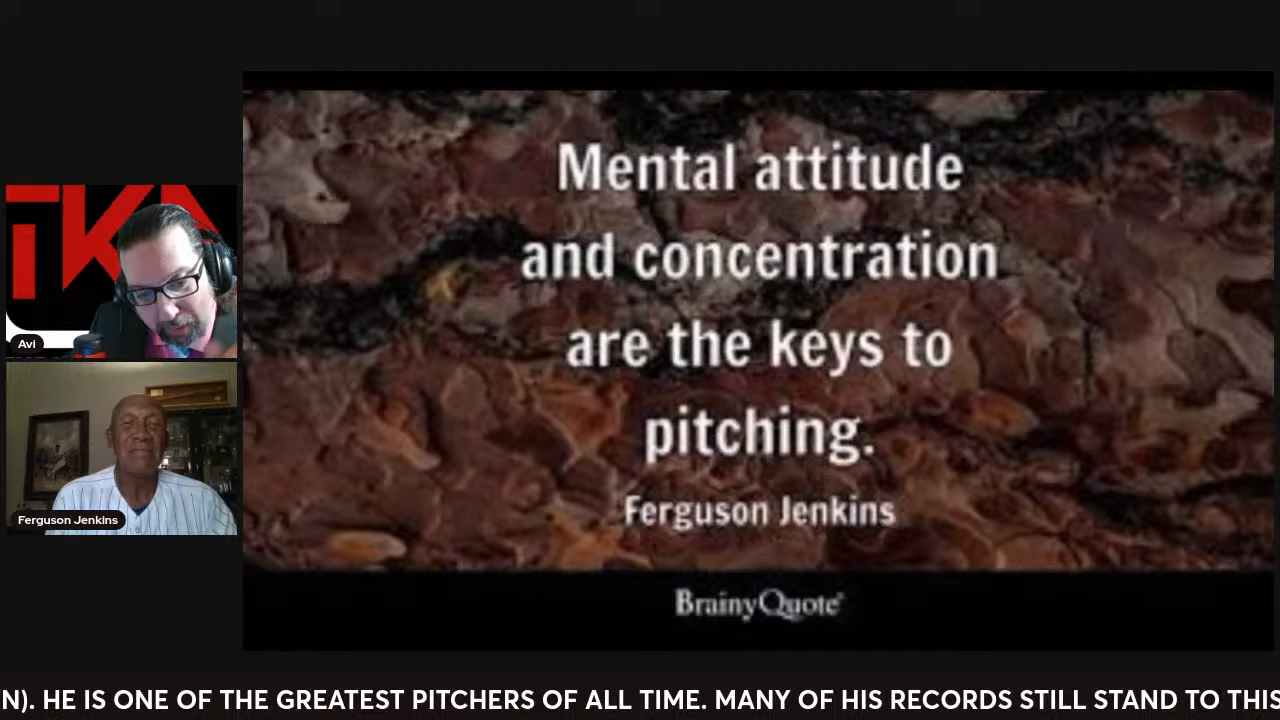 TKA
Avi
Ferguson Jenkins
Mental attitude
and concentration
are the keys to
pitching.
Ferguson Jenkins
BrainyQuote®
N). HE IS ONE OF THE GREATEST PITCHERS OF ALL TIME. MANY OF HIS RECORDS STILL STAND TO THIS